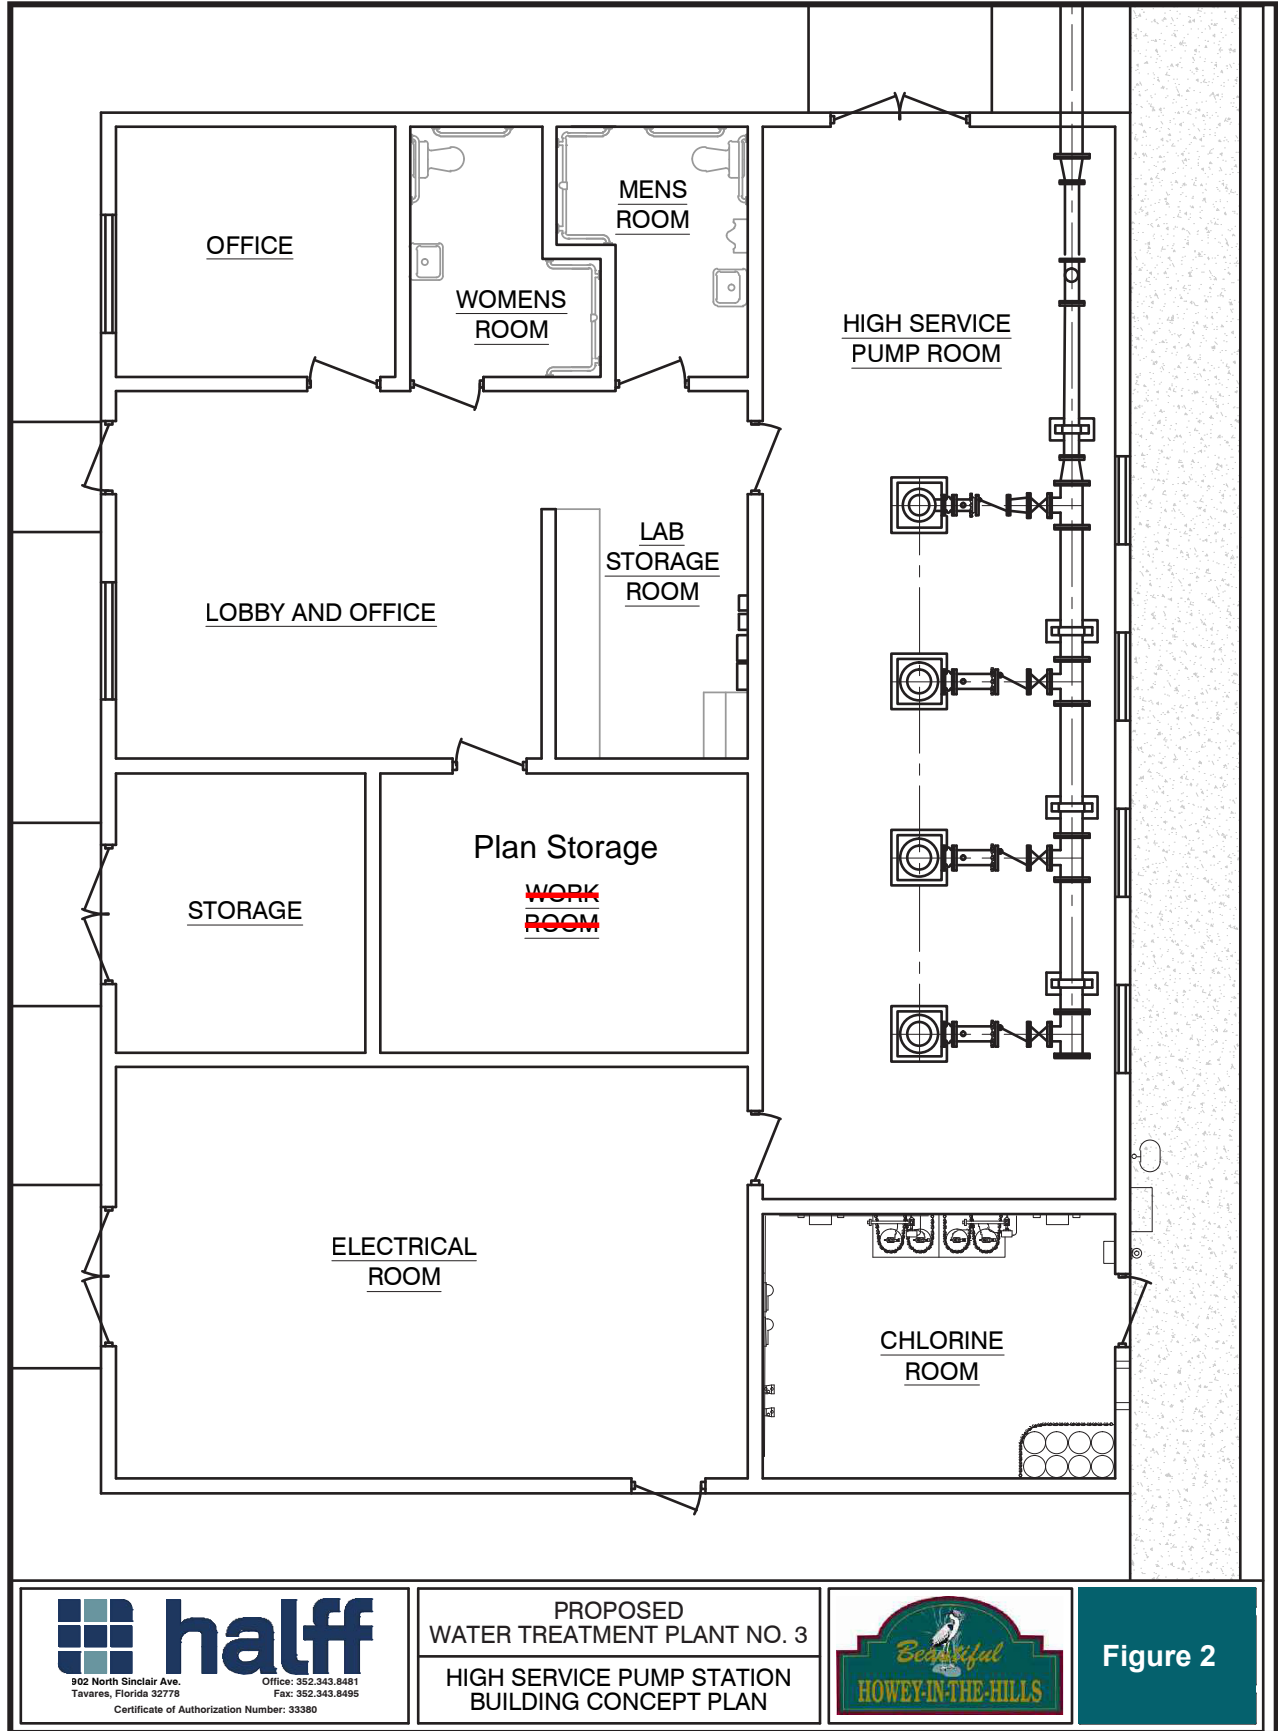 OFFICE
WOMENS
ROOM
MENS
ROOM
HIGH SERVICE
PUMP ROOM
LAB
STORAGE
ROOM
LOBBY AND OFFICE
Plan Storage
WORK
ROOM
STORAGE
ELECTRICAL
ROOM
CHLORINE
ROOM
halff
902 North Sinclair Ave.
Tavares, Florida 32778
Office: 352.343.8481
Fax: 352.343.8495
Certificate of Authorization Number: 33380
PROPOSED
WATER TREATMENT PLANT NO. 3
HIGH SERVICE PUMP STATION
BUILDING CONCEPT PLAN
Beautiful
HOWEY-IN-THE-HILLS
Figure 2